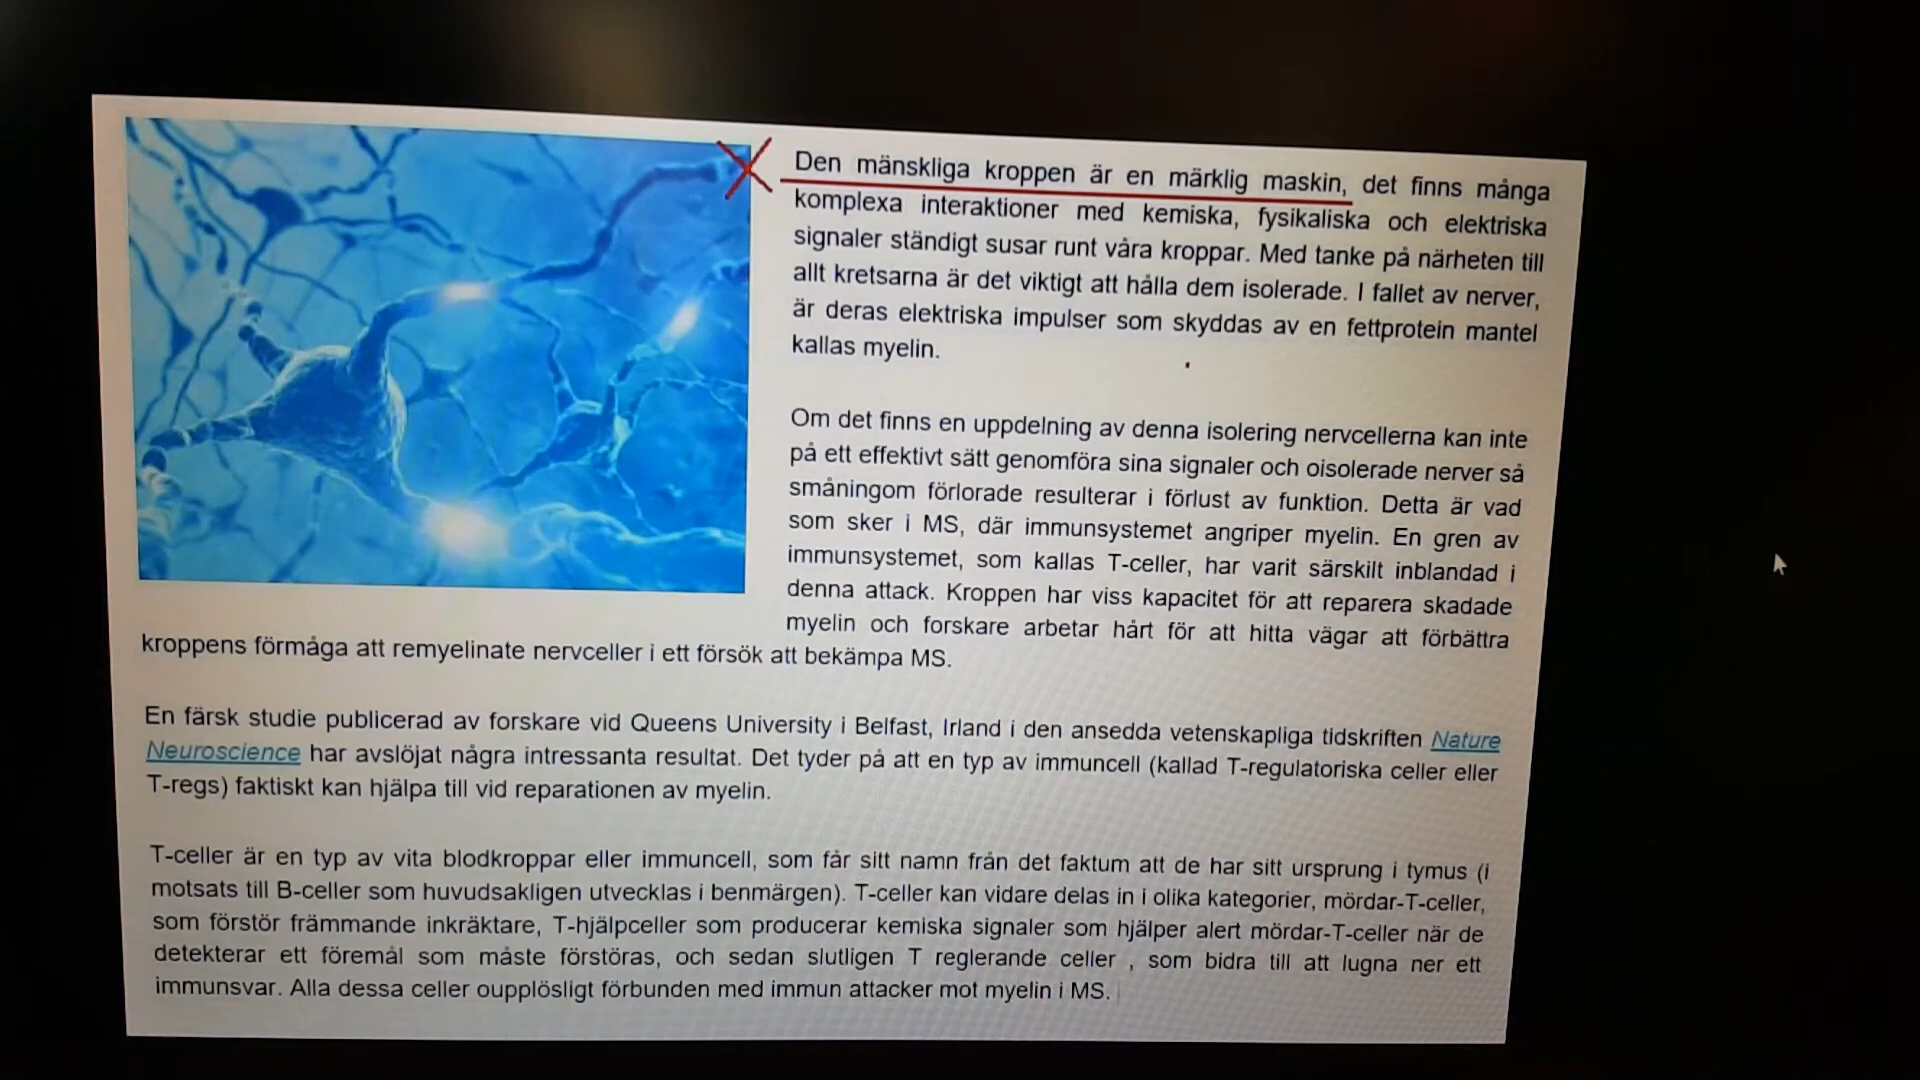 Den mänskliga kroppen är en märklig maskin, det finns många
komplexa interaktioner med kemiska, fysikaliska och elektriska
signaler ständigt susar runt våra kroppar. Med tanke på närheten till
allt kretsarna är det viktigt att hålla dem isolerade. I fallet av nerver,
är deras elektriska impulser som skyddas av en fettprotein mantel
kallas myelin.
Om det finns en uppdelning av denna isolering nervcellerna kan inte
på ett effektivt sätt genomföra sina signaler och oisolerade nerver så
småningom förlorade resulterar i förlust av funktion. Detta är vad
som sker i MS, där immunsystemet angriper myelin. En gren av
immunsystemet, som kallas T-celler, har varit särskilt inblandad i
denna attack. Kroppen har viss kapacitet för att reparera skadade
myelin och forskare arbetar hårt för att hitta vägar att förbättra
kroppens förmåga att remyelinate nervceller i ett försök att bekämpa MS.
En färsk studie publicerad av forskare vid Queens University i Belfast, Irland i den ansedda vetenskapliga tidskriften Nature
Neuroscience har avslöjat några intressanta resultat. Det tyder på att en typ av immuncell (kallad T-regulatoriska celler eller
T-regs) faktiskt kan hjälpa till vid reparationen av myelin.
T-celler är en typ av vita blodkroppar eller immuncell, som får sitt namn från det faktum att de har sitt ursprung i tymus (i
motsats till B-celler som huvudsakligen utvecklas i benmärgen). T-celler kan vidare delas in i olika kategorier, mördar-T-celler,
som förstör främmande inkräktare, T-hjälpceller som producerar kemiska signaler som hjälper alert mördar-T-celler när de
detekterar ett föremål som måste förstöras, och sedan slutligen T reglerande celler , som bidra till att lugna ner ett
immunsvar. Alla dessa celler oupplösligt förbunden med immun attacker mot myelin i MS.